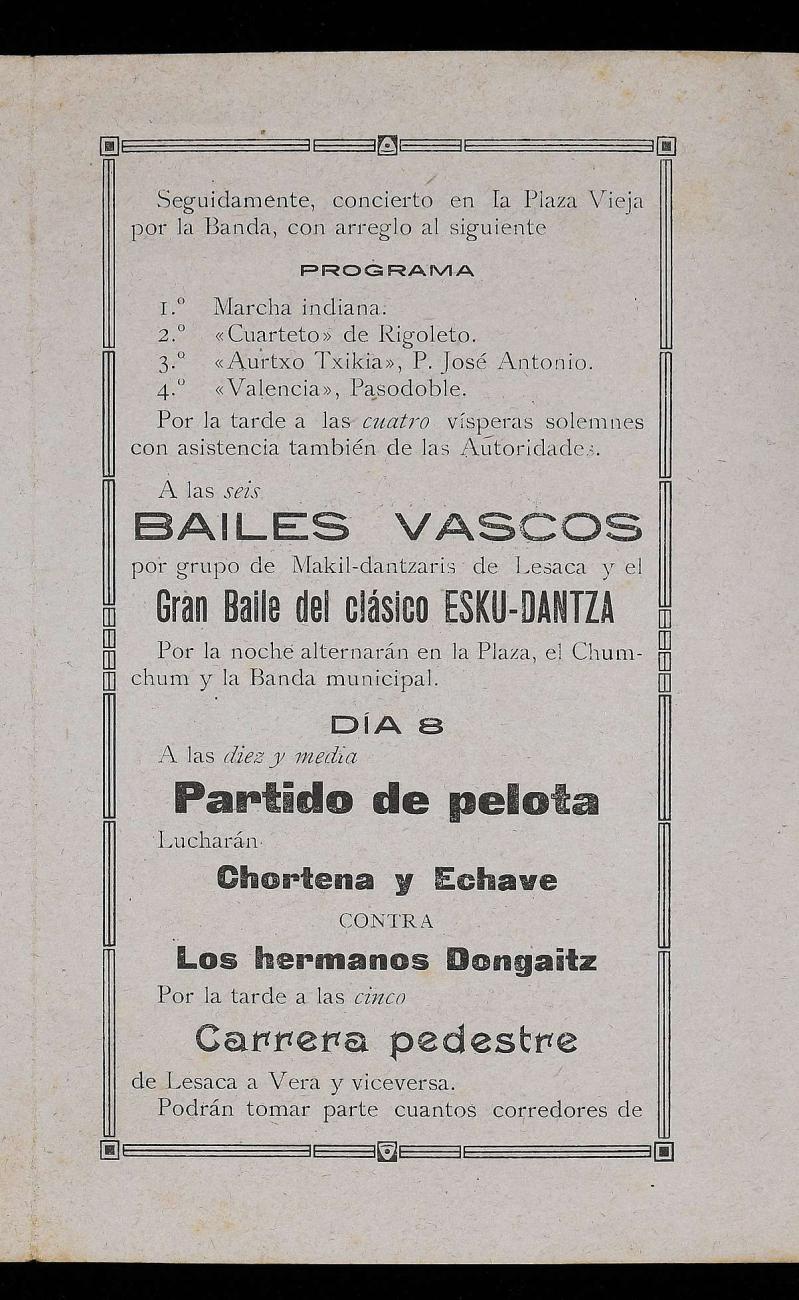 Seguidamente, concierto en la Plaza Vieja
por la Banda, con arreglo al siguiente
PROGRAMA
1.º Marcha indiana.
2.º «Cuarteto» de Rigoleto.
3.º «Aurtxo Txikia», P. José Antonio.
4.º «Valencia», Pasodoble.
Por la tarde a las cuatro vísperas solemnes
con asistencia también de las Autoridades.
A las seis
BAILES VASCOS
por grupo de Makil-dantzaris de Lesaca y el
Gran Baile del clásico ESKU-DANTZA
Por la noche alternarán en la Plaza, el Chum-
chum y la Banda municipal.
DÍA 8
A las diez y media
Partido de pelota
Lucharán
Chortena y Echave
CONTRA
Los hermanos Dongaitz
Por la tarde a las cinco
Carrera pedestre
de Lesaca a Vera y viceversa.
Podrán tomar parte cuantos corredores de